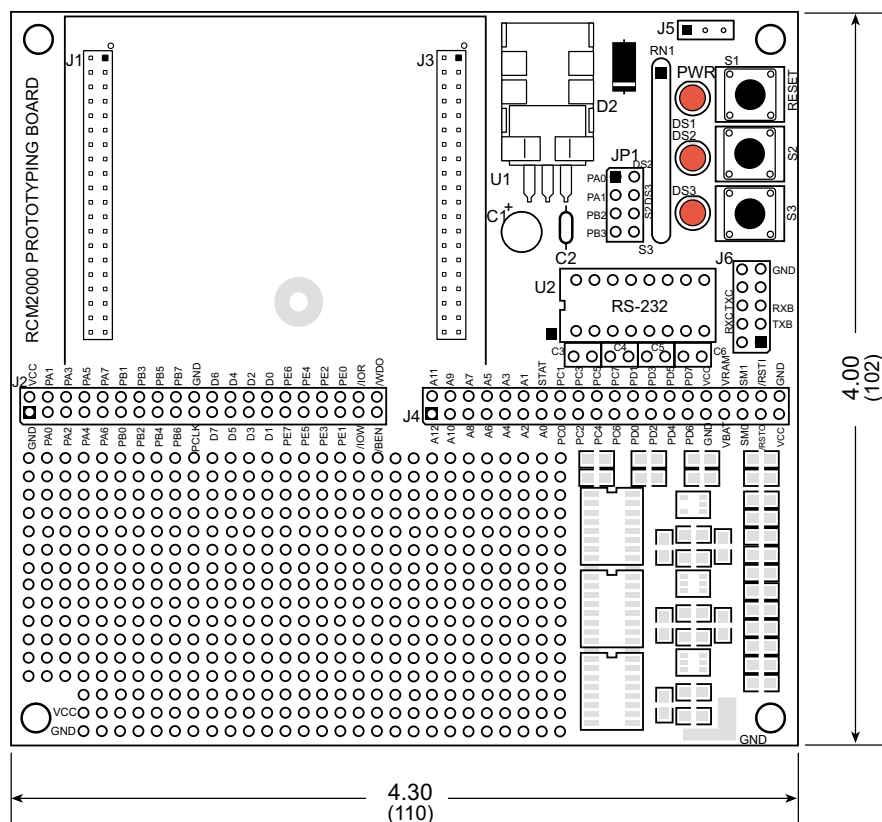 J5
J1
J3
RN1
PWR
S1
RESET
D2
DS1
DS2
S2
JP1
DS2
U1
PA0
PA1
DS3
S2
DS3
C1
+
PB2
PB3
S3
S3
C2
J6
GND
U2
RS-232
RXC TXC
RXB
TXB
C3
C4
C5
C6
RCM2000 PROTOTYPING BOARD
J2
VCC PA1 PA3 PA5 PA7 PB1 PB3 PB5 PB7 GND D6 D4 D2 D0 PE6 PE4 PE2 PE0 /IOR /WDO
A11 A9 A7 A5 A3 A1 STAT PC1 PC3 PC5 PC7 PD1 PD3 PD5 PD7 VCC VRAM SM1 /RSTI GND
J4
GND PA0 PA2 PA4 PA6 PB0 PB2 PB4 PB6 PCLK D7 D5 D3 D1 PE7 PE5 PE3 PE1 /IOW /BEN
A12 A10 A8 A6 A4 A2 A0 PC0 PC2 PC4 PC6 PD0 PD2 PD4 PD6 GND VBAT SM0 /RSTO VCC
VCC
GND
GND
4.00
(102)
4.30
(110)